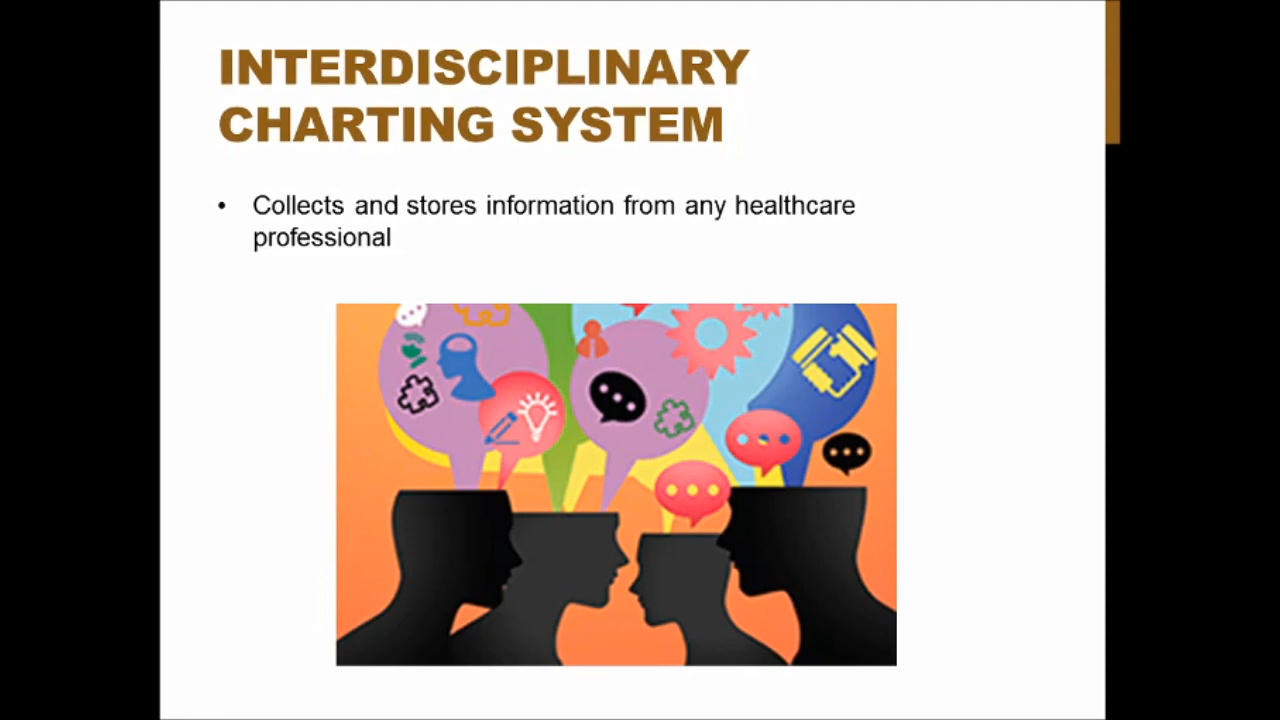 INTERDISCIPLINARY
CHARTING SYSTEM
• Collects and stores information from any healthcare
professional